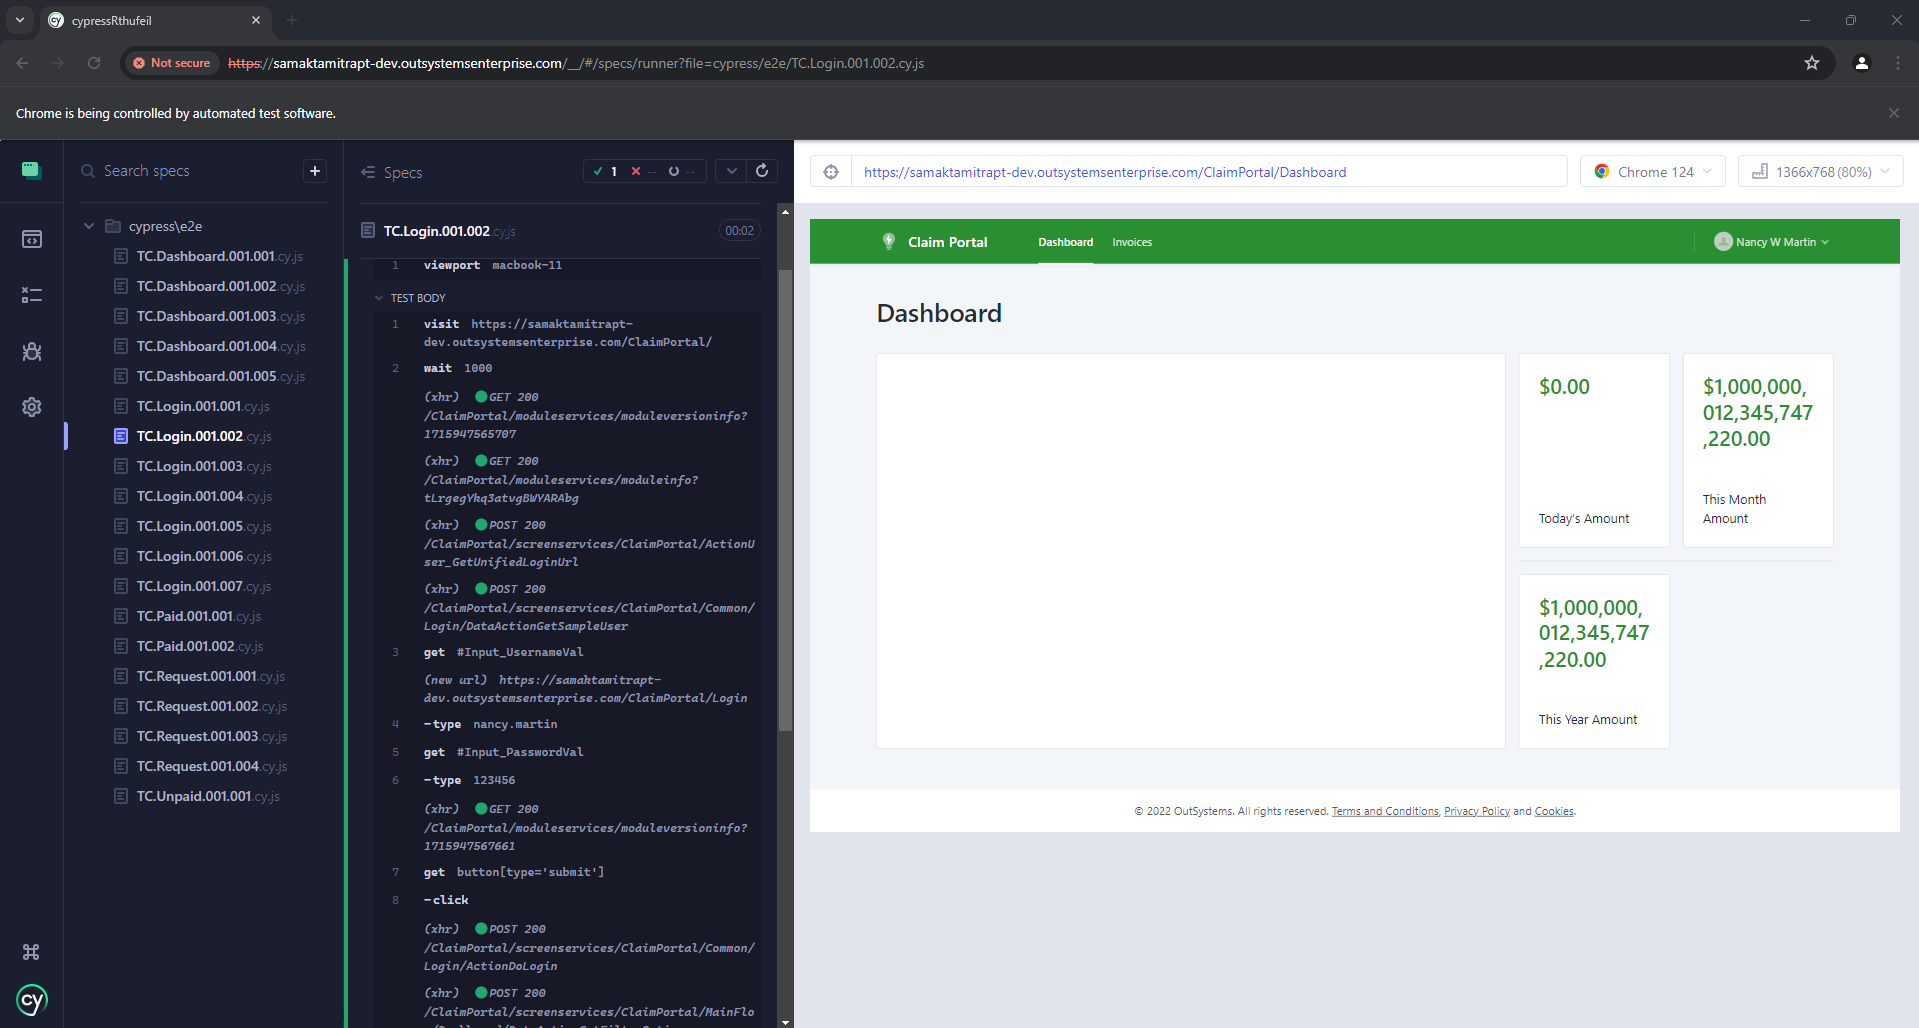 cypressRthufeil
Not secure
https://samaktamitrapt-dev.outsystemsenterprise.com/__/#/specs/runner?file=cypress/e2e/TC.Login.001.002.cy.js
Chrome is being controlled by automated test software.
Search specs
+
cypress\e2e
TC.Dashboard.001.001.cy.js
TC.Dashboard.001.002.cy.js
TC.Dashboard.001.003.cy.js
TC.Dashboard.001.004.cy.js
TC.Dashboard.001.005.cy.js
TC.Login.001.001.cy.js
TC.Login.001.002.cy.js
TC.Login.001.003.cy.js
TC.Login.001.004.cy.js
TC.Login.001.005.cy.js
TC.Login.001.006.cy.js
TC.Login.001.007.cy.js
TC.Paid.001.001.cy.js
TC.Paid.001.002.cy.js
TC.Request.001.001.cy.js
TC.Request.001.002.cy.js
TC.Request.001.003.cy.js
TC.Request.001.004.cy.js
TC.Unpaid.001.001.cy.js
cy
Specs
1 -- --
TC.Login.001.002.cy.js 00:02
1 viewport macbook-11
TEST BODY
1 visit https://samaktamitrapt-
dev.outsystemsenterprise.com/ClaimPortal/
2 wait 1000
(xhr) GET 200
/ClaimPortal/moduleservices/moduleversioninfo?
1715947565707
(xhr) GET 200
/ClaimPortal/moduleservices/moduleinfo?
tLrgegYkq3atvgBWYARAbg
(xhr) POST 200
/ClaimPortal/screenservices/ClaimPortal/ActionU
ser_GetUnifiedLoginUrl
(xhr) POST 200
/ClaimPortal/screenservices/ClaimPortal/Common/
Login/DataActionGetSampleUser
3 get #Input_UsernameVal
(new url) https://samaktamitrapt-
dev.outsystemsenterprise.com/ClaimPortal/Login
4 -type nancy.martin
5 get #Input_PasswordVal
6 -type 123456
(xhr) GET 200
/ClaimPortal/moduleservices/moduleversioninfo?
1715947567661
7 get button[type='submit']
8 -click
(xhr) POST 200
/ClaimPortal/screenservices/ClaimPortal/Common/
Login/ActionDoLogin
(xhr) POST 200
/ClaimPortal/screenservices/ClaimPortal/MainFlo
https://samaktamitrapt-dev.outsystemsenterprise.com/ClaimPortal/Dashboard
Chrome 124
1366x768 (80%)
Claim Portal
Dashboard
Invoices
Nancy W Martin
Dashboard
$0.00
Today's Amount
$1,000,000,
012,345,747
,220.00
This Month
Amount
$1,000,000,
012,345,747
,220.00
This Year Amount
© 2022 OutSystems. All rights reserved. Terms and Conditions, Privacy Policy and Cookies.